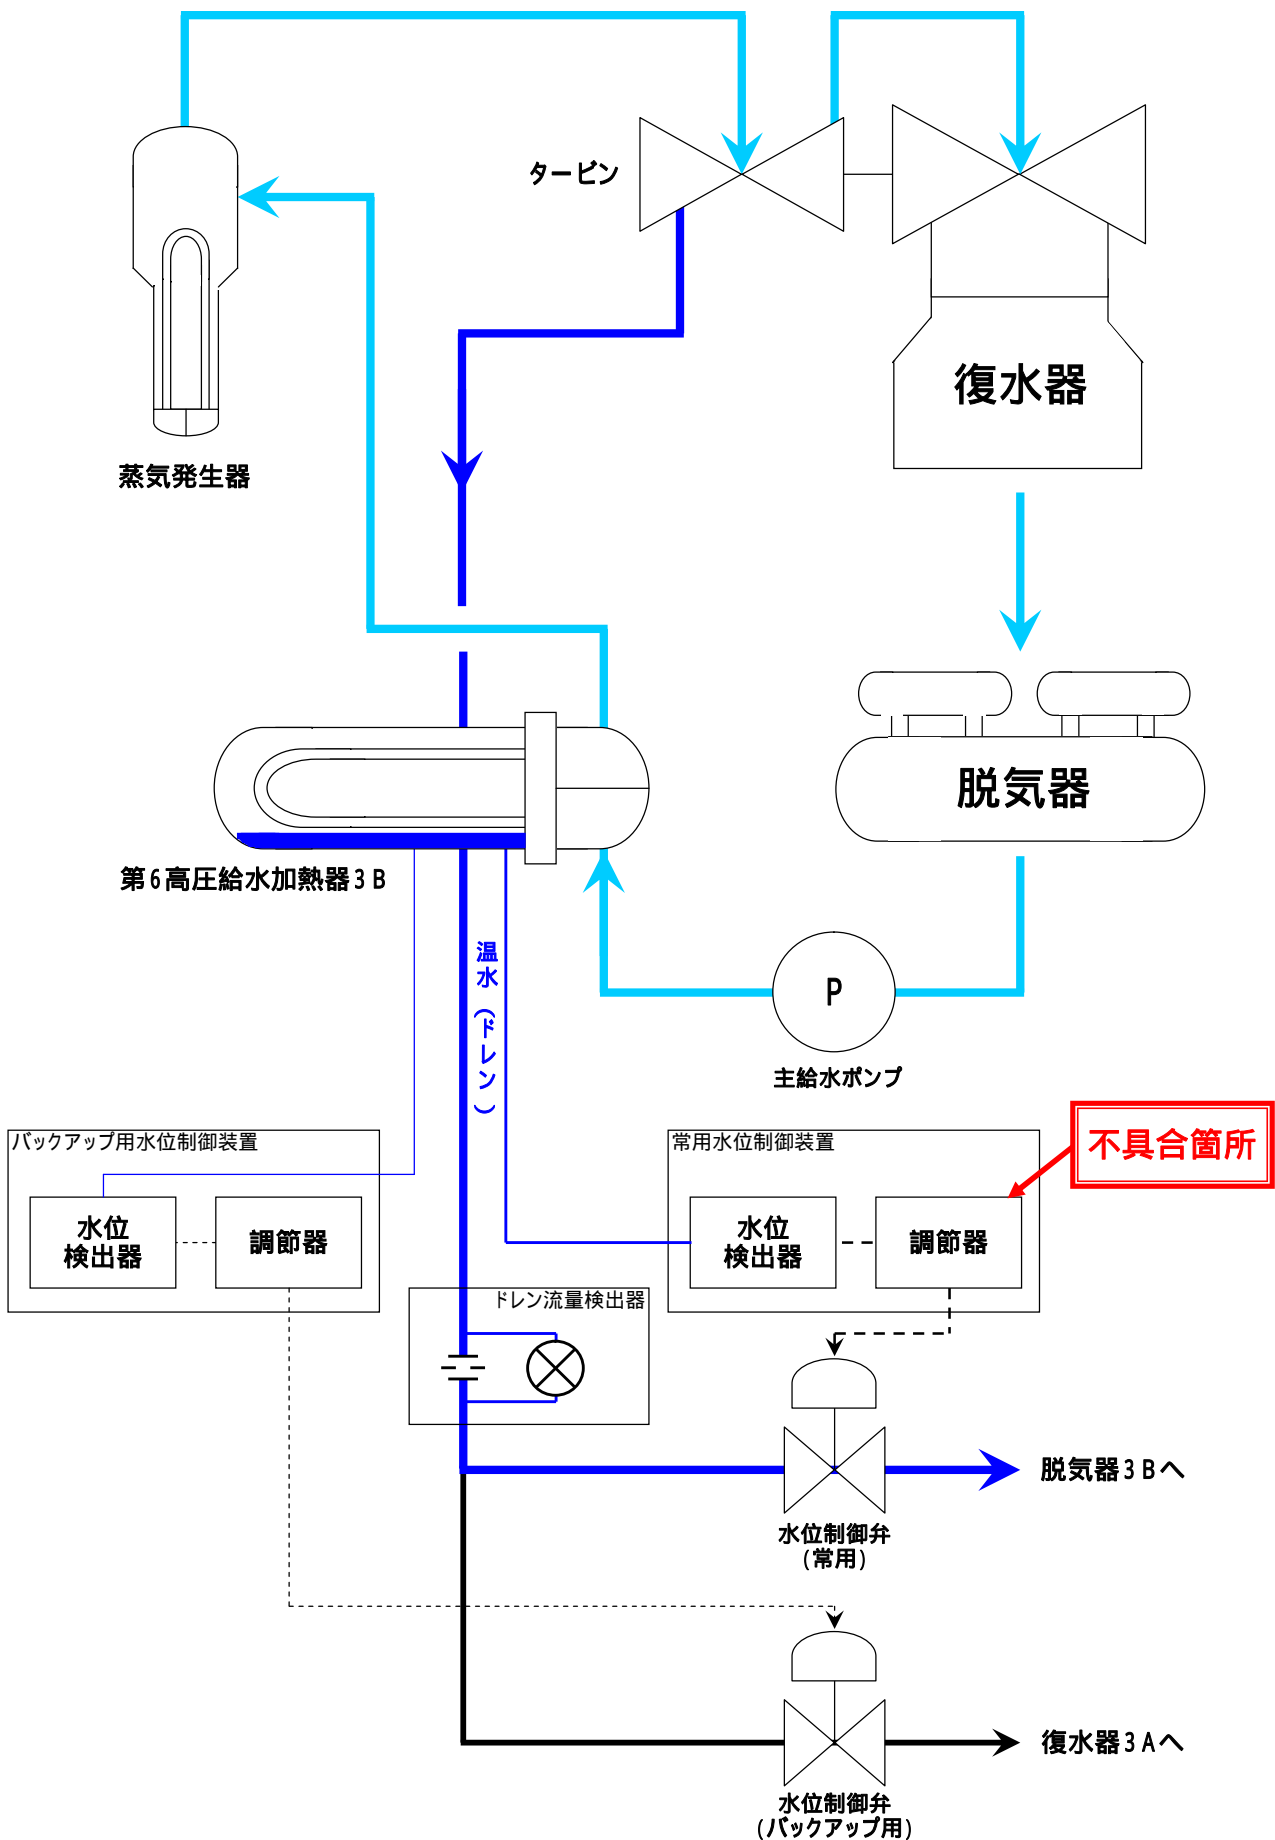 タービン
復水器
蒸気発生器
脱気器
第6高圧給水加熱器3B
温水(ドレン)
P
主給水ポンプ
不具合箇所
バックアップ用水位制御装置
水位
検出器
調節器
常用水位制御装置
水位
検出器
調節器
ドレン流量検出器
脱気器3Bへ
水位制御弁
(常用)
復水器3Aへ
水位制御弁
(バックアップ用)